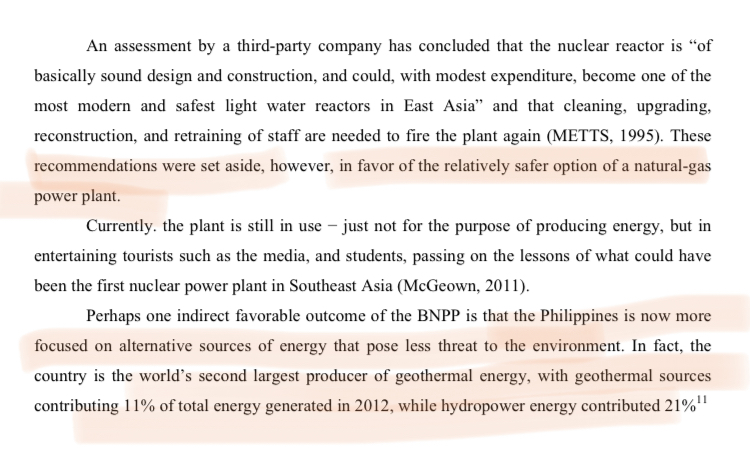 An assessment by a third-party company has concluded that the nuclear reactor is “of
basically sound design and construction, and could, with modest expenditure, become one of the
most modern and safest light water reactors in East Asia” and that cleaning, upgrading,
reconstruction, and retraining of staff are needed to fire the plant again (METTS, 1995). These
recommendations were set aside, however, in favor of the relatively safer option of a natural-gas
power plant.
Currently. the plant is still in use − just not for the purpose of producing energy, but in
entertaining tourists such as the media, and students, passing on the lessons of what could have
been the first nuclear power plant in Southeast Asia (McGeown, 2011).
Perhaps one indirect favorable outcome of the BNPP is that the Philippines is now more
focused on alternative sources of energy that pose less threat to the environment. In fact, the
country is the world’s second largest producer of geothermal energy, with geothermal sources
contributing 11% of total energy generated in 2012, while hydropower energy contributed 21%¹¹